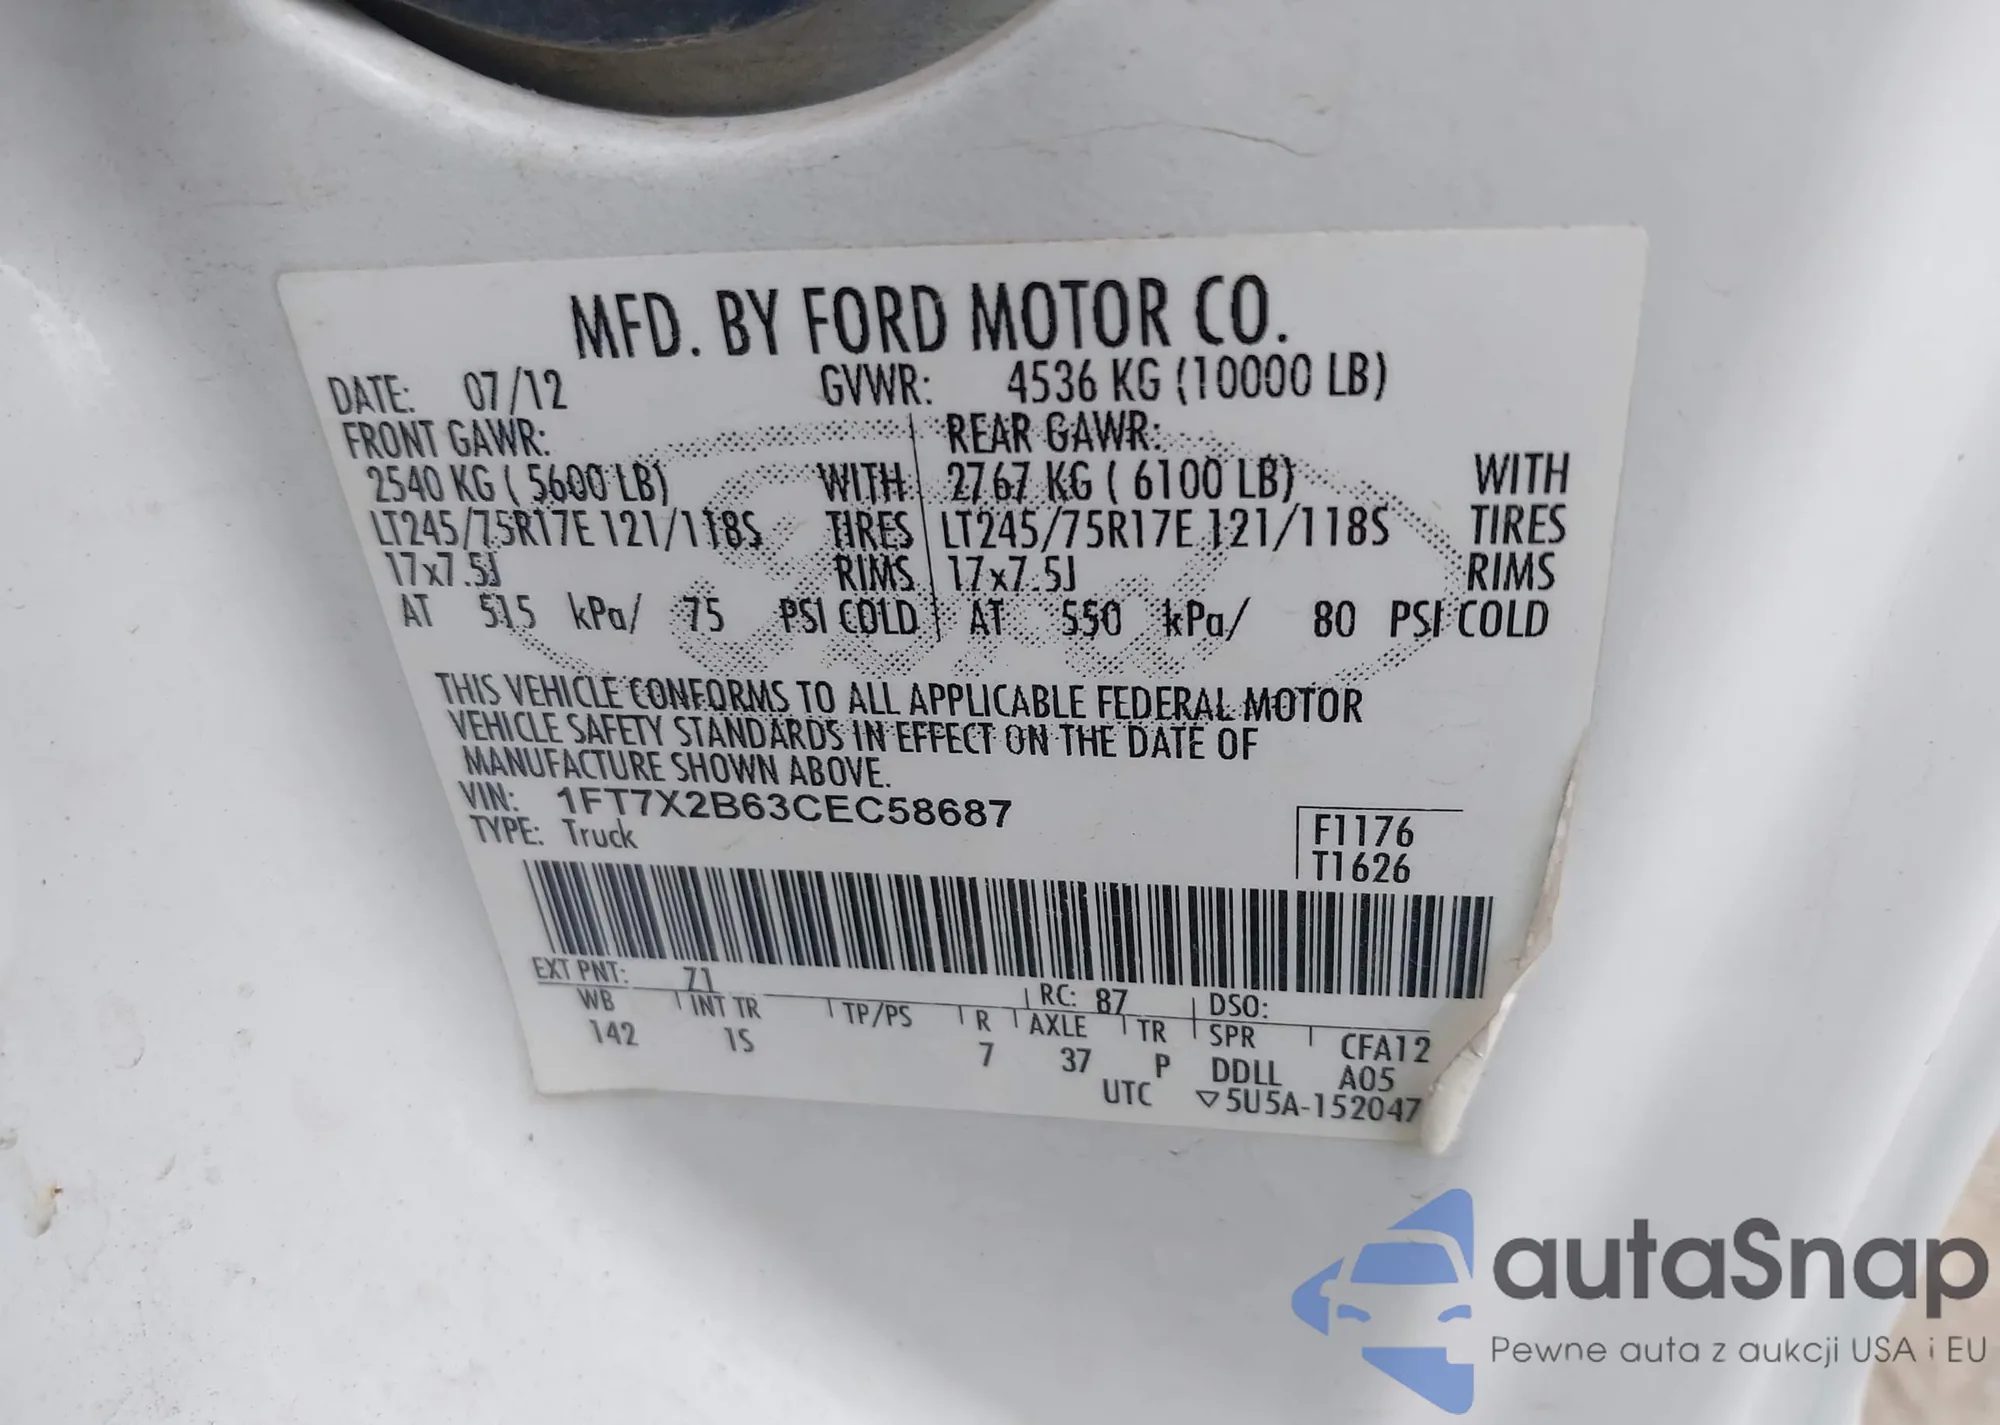 MFD. BY FORD MOTOR CO.
DATE: 07/12 GVWR: 4536 KG (10000 LB)
FRONT GAWR: REAR GAWR:
2540 KG ( 5600 LB) WITH 2767 KG ( 6100 LB) WITH
LT245/75R17E 121/118S TIRES LT245/75R17E 121/118S TIRES
17x7.5J RIMS 17x7.5J RIMS
AT 515 kPa/ 75 PSI COLD AT 550 kPa/ 80 PSI COLD
THIS VEHICLE CONFORMS TO ALL APPLICABLE FEDERAL MOTOR
VEHICLE SAFETY STANDARDS IN EFFECT ON THE DATE OF
MANUFACTURE SHOWN ABOVE.
VIN: 1FT7X2B63CEC58687
TYPE: Truck
F1176
T1626
EXT PNT: Z1 RC: 87 DSO:
WB INT TR TP/PS R AXLE TR SPR CFA12
142 1S 7 37 P DDLL A05
UTC ▽5U5A-152047
autaSnap
Pewne auta z aukcji USA i EU